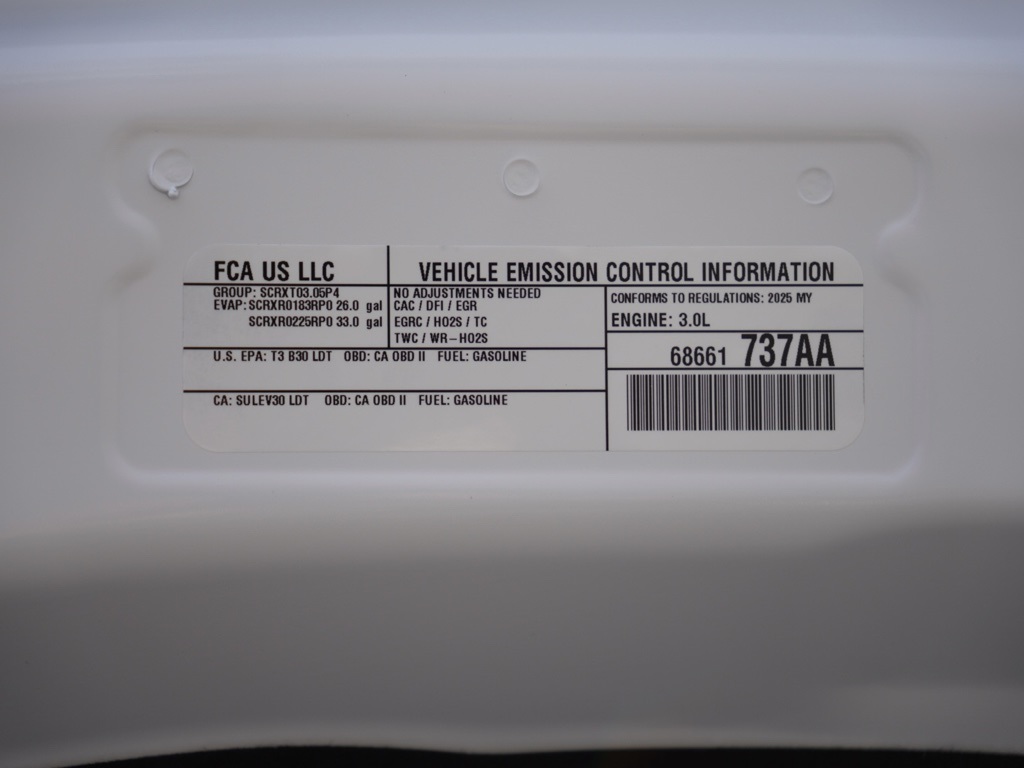 FCA US LLC
VEHICLE EMISSION CONTROL INFORMATION
GROUP: SCRXT03.05P4
EVAP: SCRXR0183RP0 26.0 gal
SCRXR0225RP0 33.0 gal
NO ADJUSTMENTS NEEDED
CAC / DFI / EGR
EGRC / HO2S / TC
TWC / WR-HO2S
CONFORMS TO REGULATIONS: 2025 MY
ENGINE: 3.0L
68661 737AA
U.S. EPA: T3 B30 LDT OBD: CA OBD II FUEL: GASOLINE
CA: SULEV30 LDT OBD: CA OBD II FUEL: GASOLINE